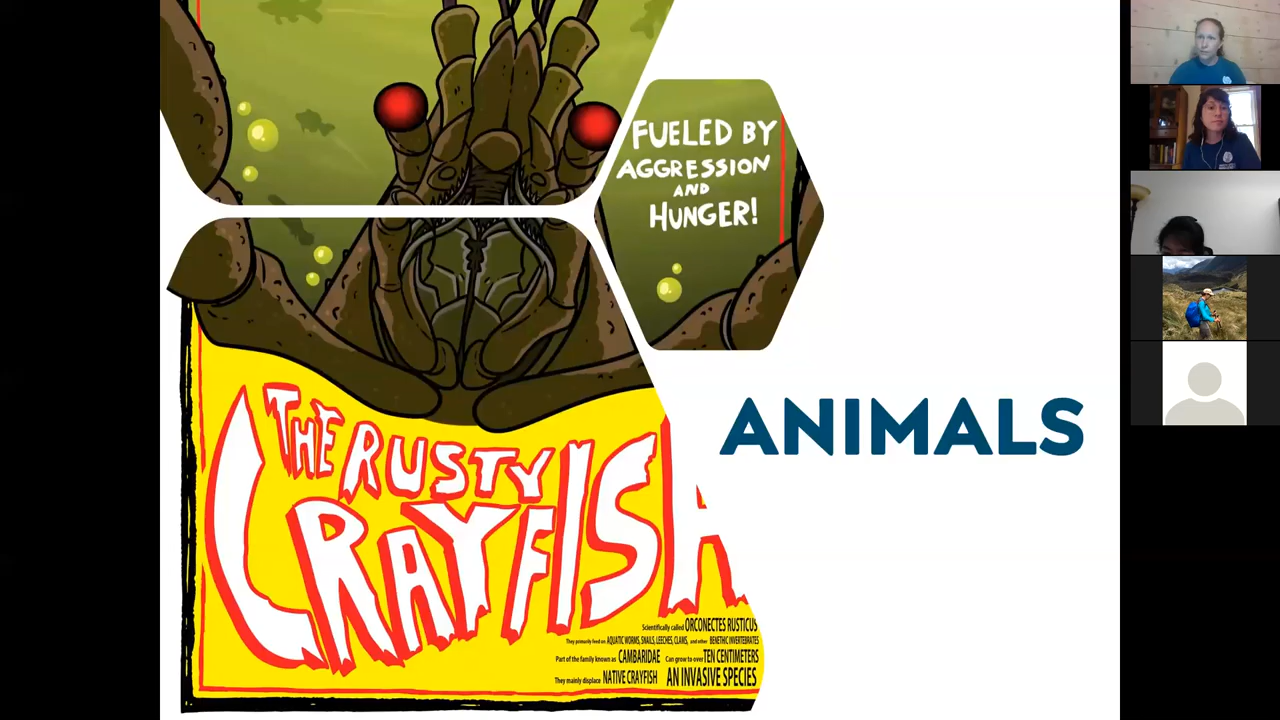 FUELED BY
AGGRESSION
AND
HUNGER!
ANIMALS
THE RUSTY
CRAYFISH
Scientifically called ORCONECTES RUSTICUS
They primarily feed on AQUATIC WORMS, SNAILS, LEECHES, CLAMS, and other BENETHIC INVERTEBRATES
Part of the family known as CAMBARIDAE Can grow to over TEN CENTIMETERS
They mainly displace NATIVE CRAYFISH AN INVASIVE SPECIES